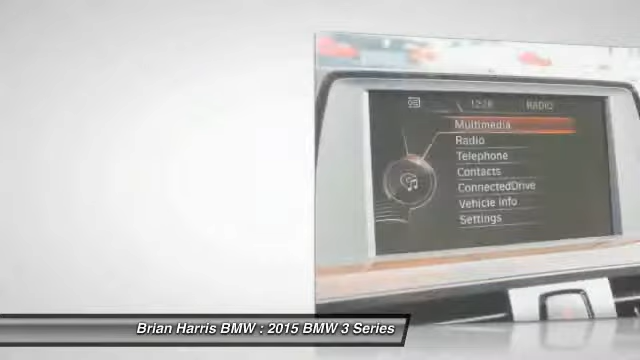 12:28 RADIO
Multimedia
Radio
Telephone
Contacts
ConnectedDrive
Vehicle info
Settings
Brian Harris BMW : 2015 BMW 3 Series